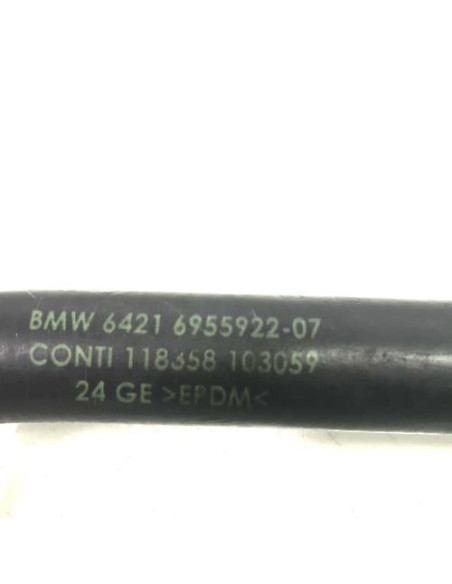 BMW 6421 6955922-07
CONTI 118358 103059
24 GE >EPDM<